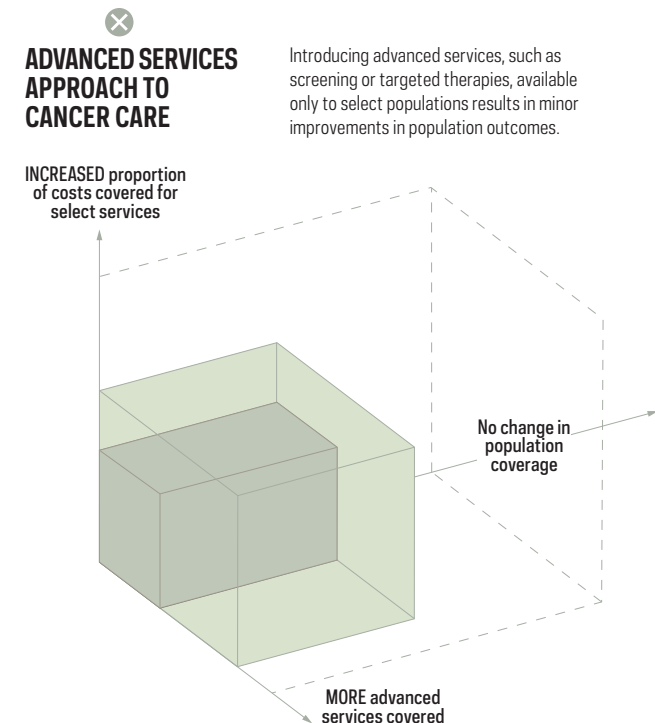 ADVANCED SERVICES
APPROACH TO
CANCER CARE
Introducing advanced services, such as
screening or targeted therapies, available
only to select populations results in minor
improvements in population outcomes.
INCREASED proportion
of costs covered for
select services
No change in
population
coverage
MORE advanced
services covered